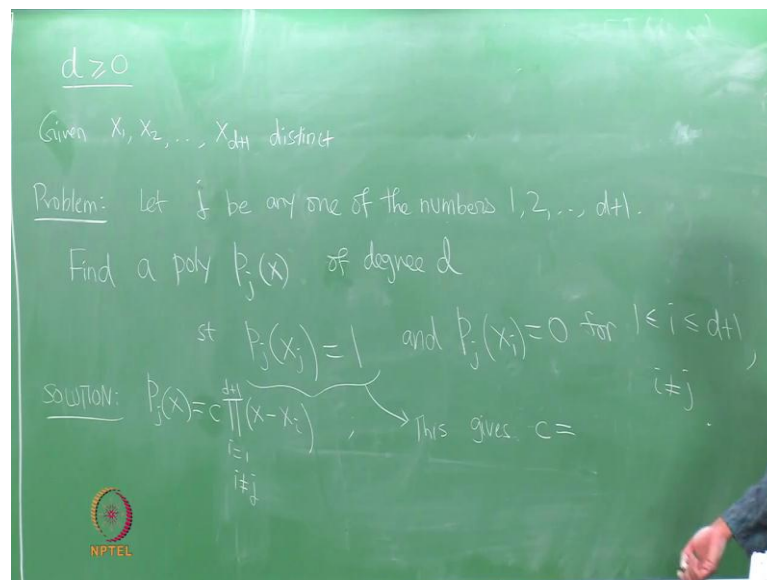 d ≥ 0
Given x₁, x₂, ..., x_{d+1} distinct
Problem: Let j be any one of the numbers 1, 2, ..., d+1.
Find a poly p_j(x) of degree d
st p_j(x_j) = 1 and p_j(x_i) = 0 for 1 ≤ i ≤ d+1,
i ≠ j
SOLUTION: p_j(x) = c ∏_{i=1, i≠j}^{d+1} (x - x_i), This gives c =
NPTEL